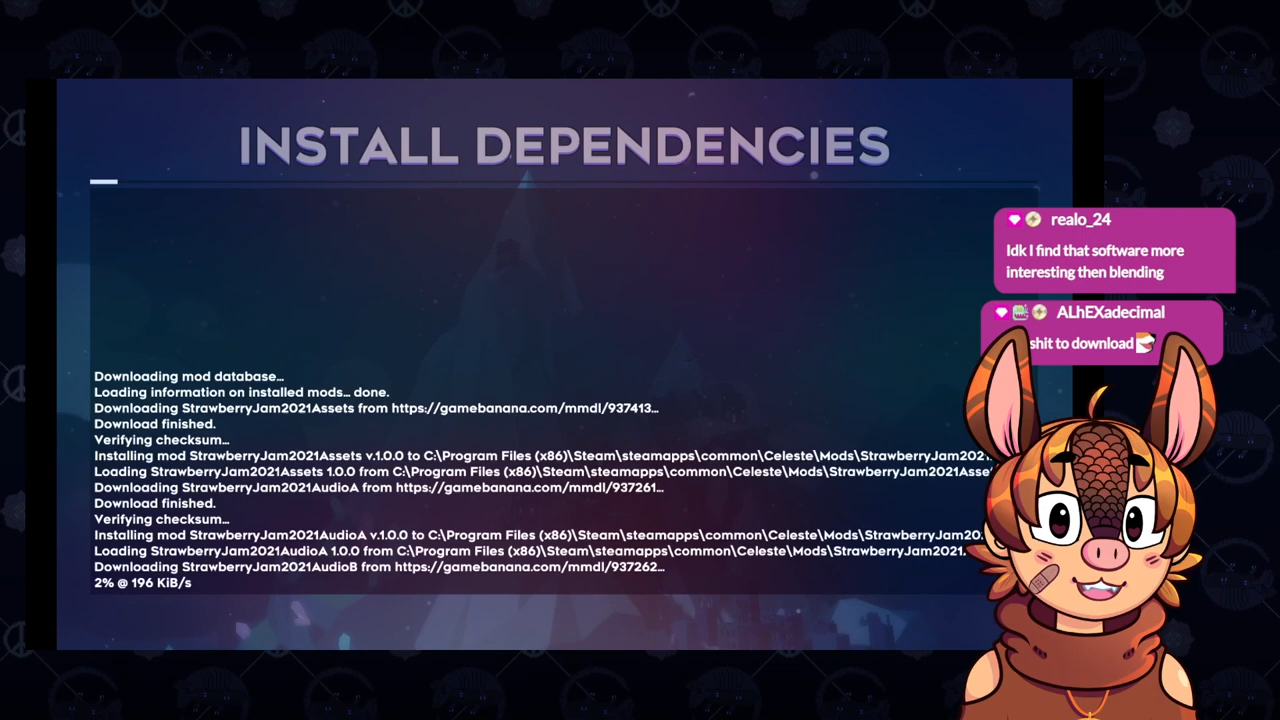 INSTALL DEPENDENCIES
realo_24
Idk I find that software more
interesting then blending
ALhEXadecimal
shit to download
Downloading mod database...
Loading information on installed mods... done.
Downloading StrawberryJam2021Assets from https://gamebanana.com/mmdl/937413...
Download finished.
Verifying checksum...
Installing mod StrawberryJam2021Assets v.1.0.0 to C:\Program Files (x86)\Steam\steamapps\common\Celeste\Mods\StrawberryJam202
Loading StrawberryJam2021Assets 1.0.0 from C:\Program Files (x86)\Steam\steamapps\common\Celeste\Mods\StrawberryJam2021Asse
Downloading StrawberryJam2021AudioA from https://gamebanana.com/mmdl/937261...
Download finished.
Verifying checksum...
Installing mod StrawberryJam2021AudioA v.1.0.0 to C:\Program Files (x86)\Steam\steamapps\common\Celeste\Mods\StrawberryJam20
Loading StrawberryJam2021AudioA 1.0.0 from C:\Program Files (x86)\Steam\steamapps\common\Celeste\Mods\StrawberryJam2021
Downloading StrawberryJam2021AudioB from https://gamebanana.com/mmdl/937262...
2% @ 196 KiB/s